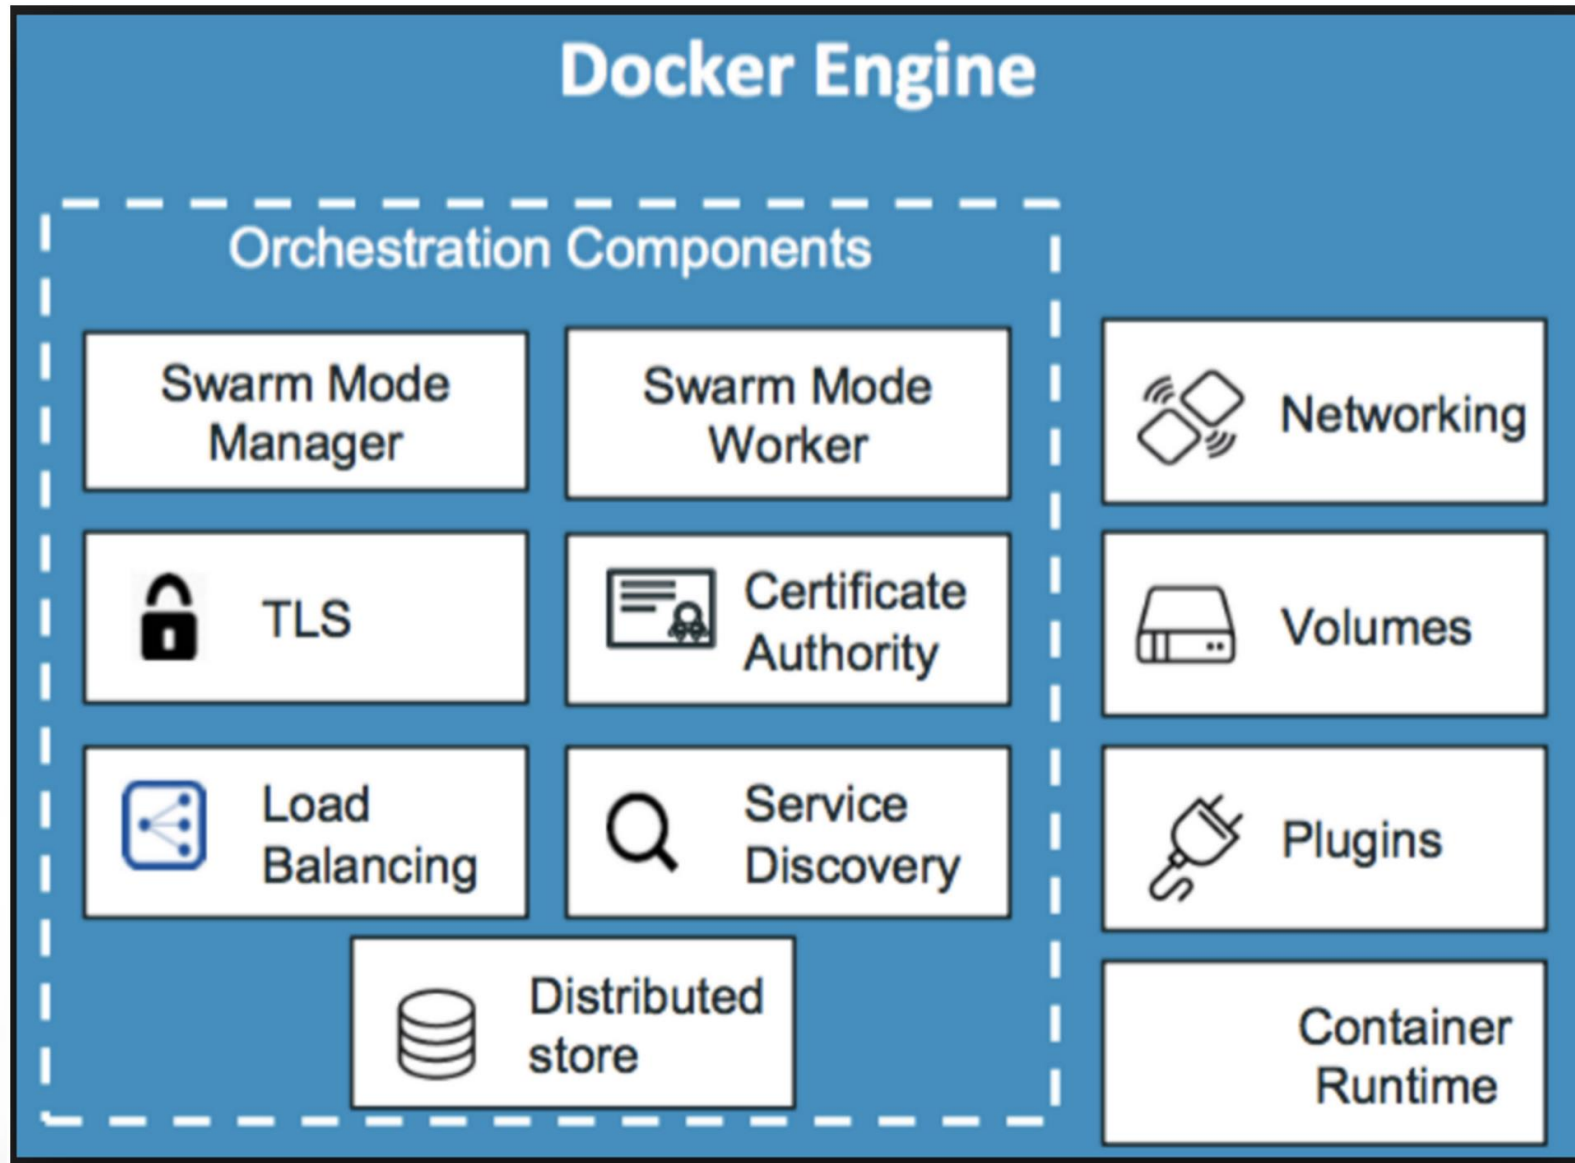 Docker Engine
Orchestration Components
Swarm Mode
Manager
Swarm Mode
Worker
TLS
Certificate
Authority
Load
Balancing
Service
Discovery
Distributed
store
Networking
Volumes
Plugins
Container
Runtime